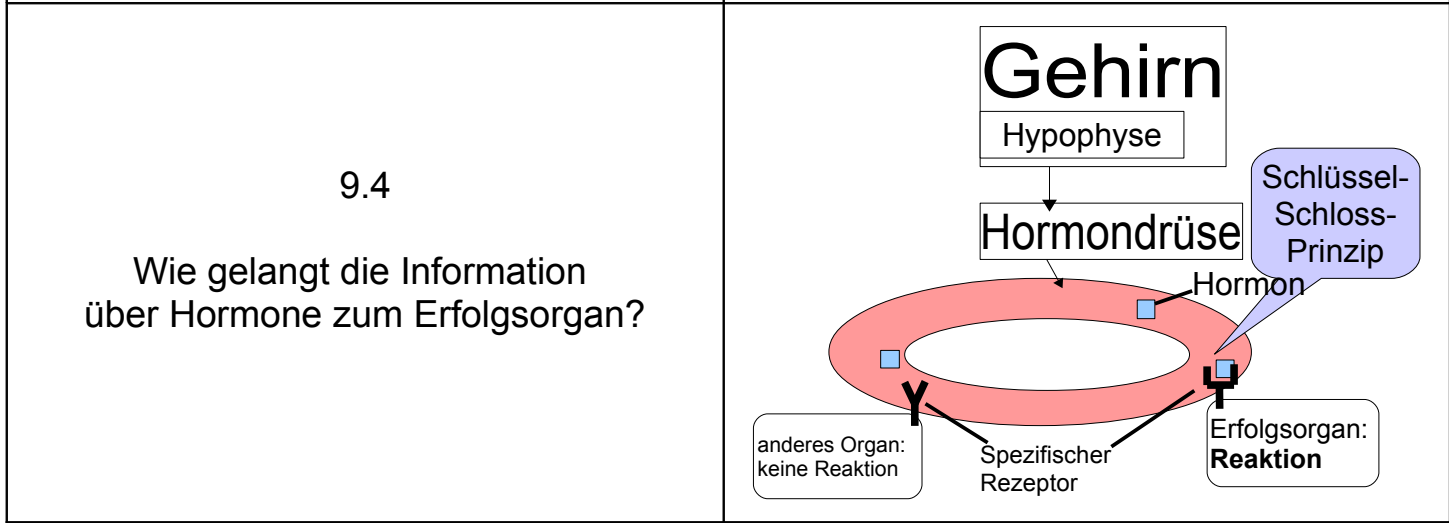 9.4
Wie gelangt die Information
über Hormone zum Erfolgsorgan?
Gehirn
Hypophyse
Hormondrüse
Schlüssel-
Schloss-
Prinzip
Hormon
anderes Organ:
keine Reaktion
Spezifischer
Rezeptor
Erfolgsorgan:
Reaktion